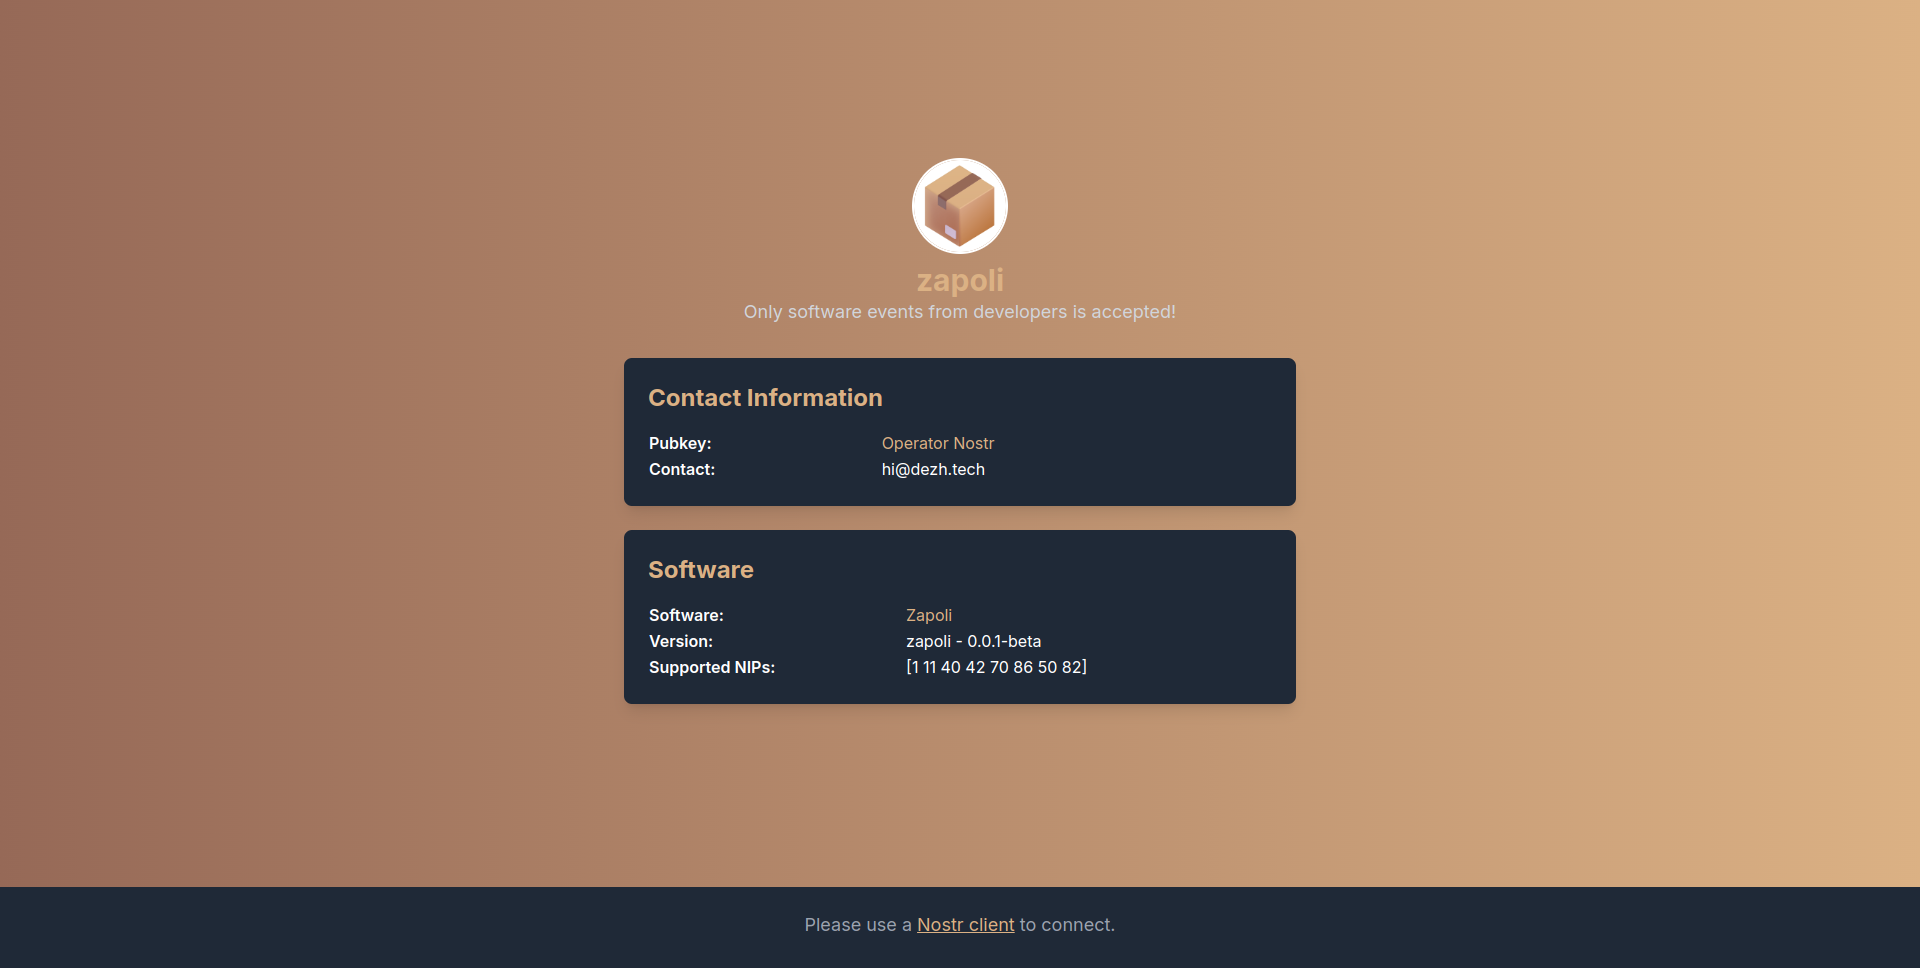 zapoli
Only software events from developers is accepted!
Contact Information
Pubkey: Operator Nostr
Contact: hi@dezh.tech
Software
Software: Zapoli
Version: zapoli - 0.0.1-beta
Supported NIPs: [1 11 40 42 70 86 50 82]
Please use a Nostr client to connect.